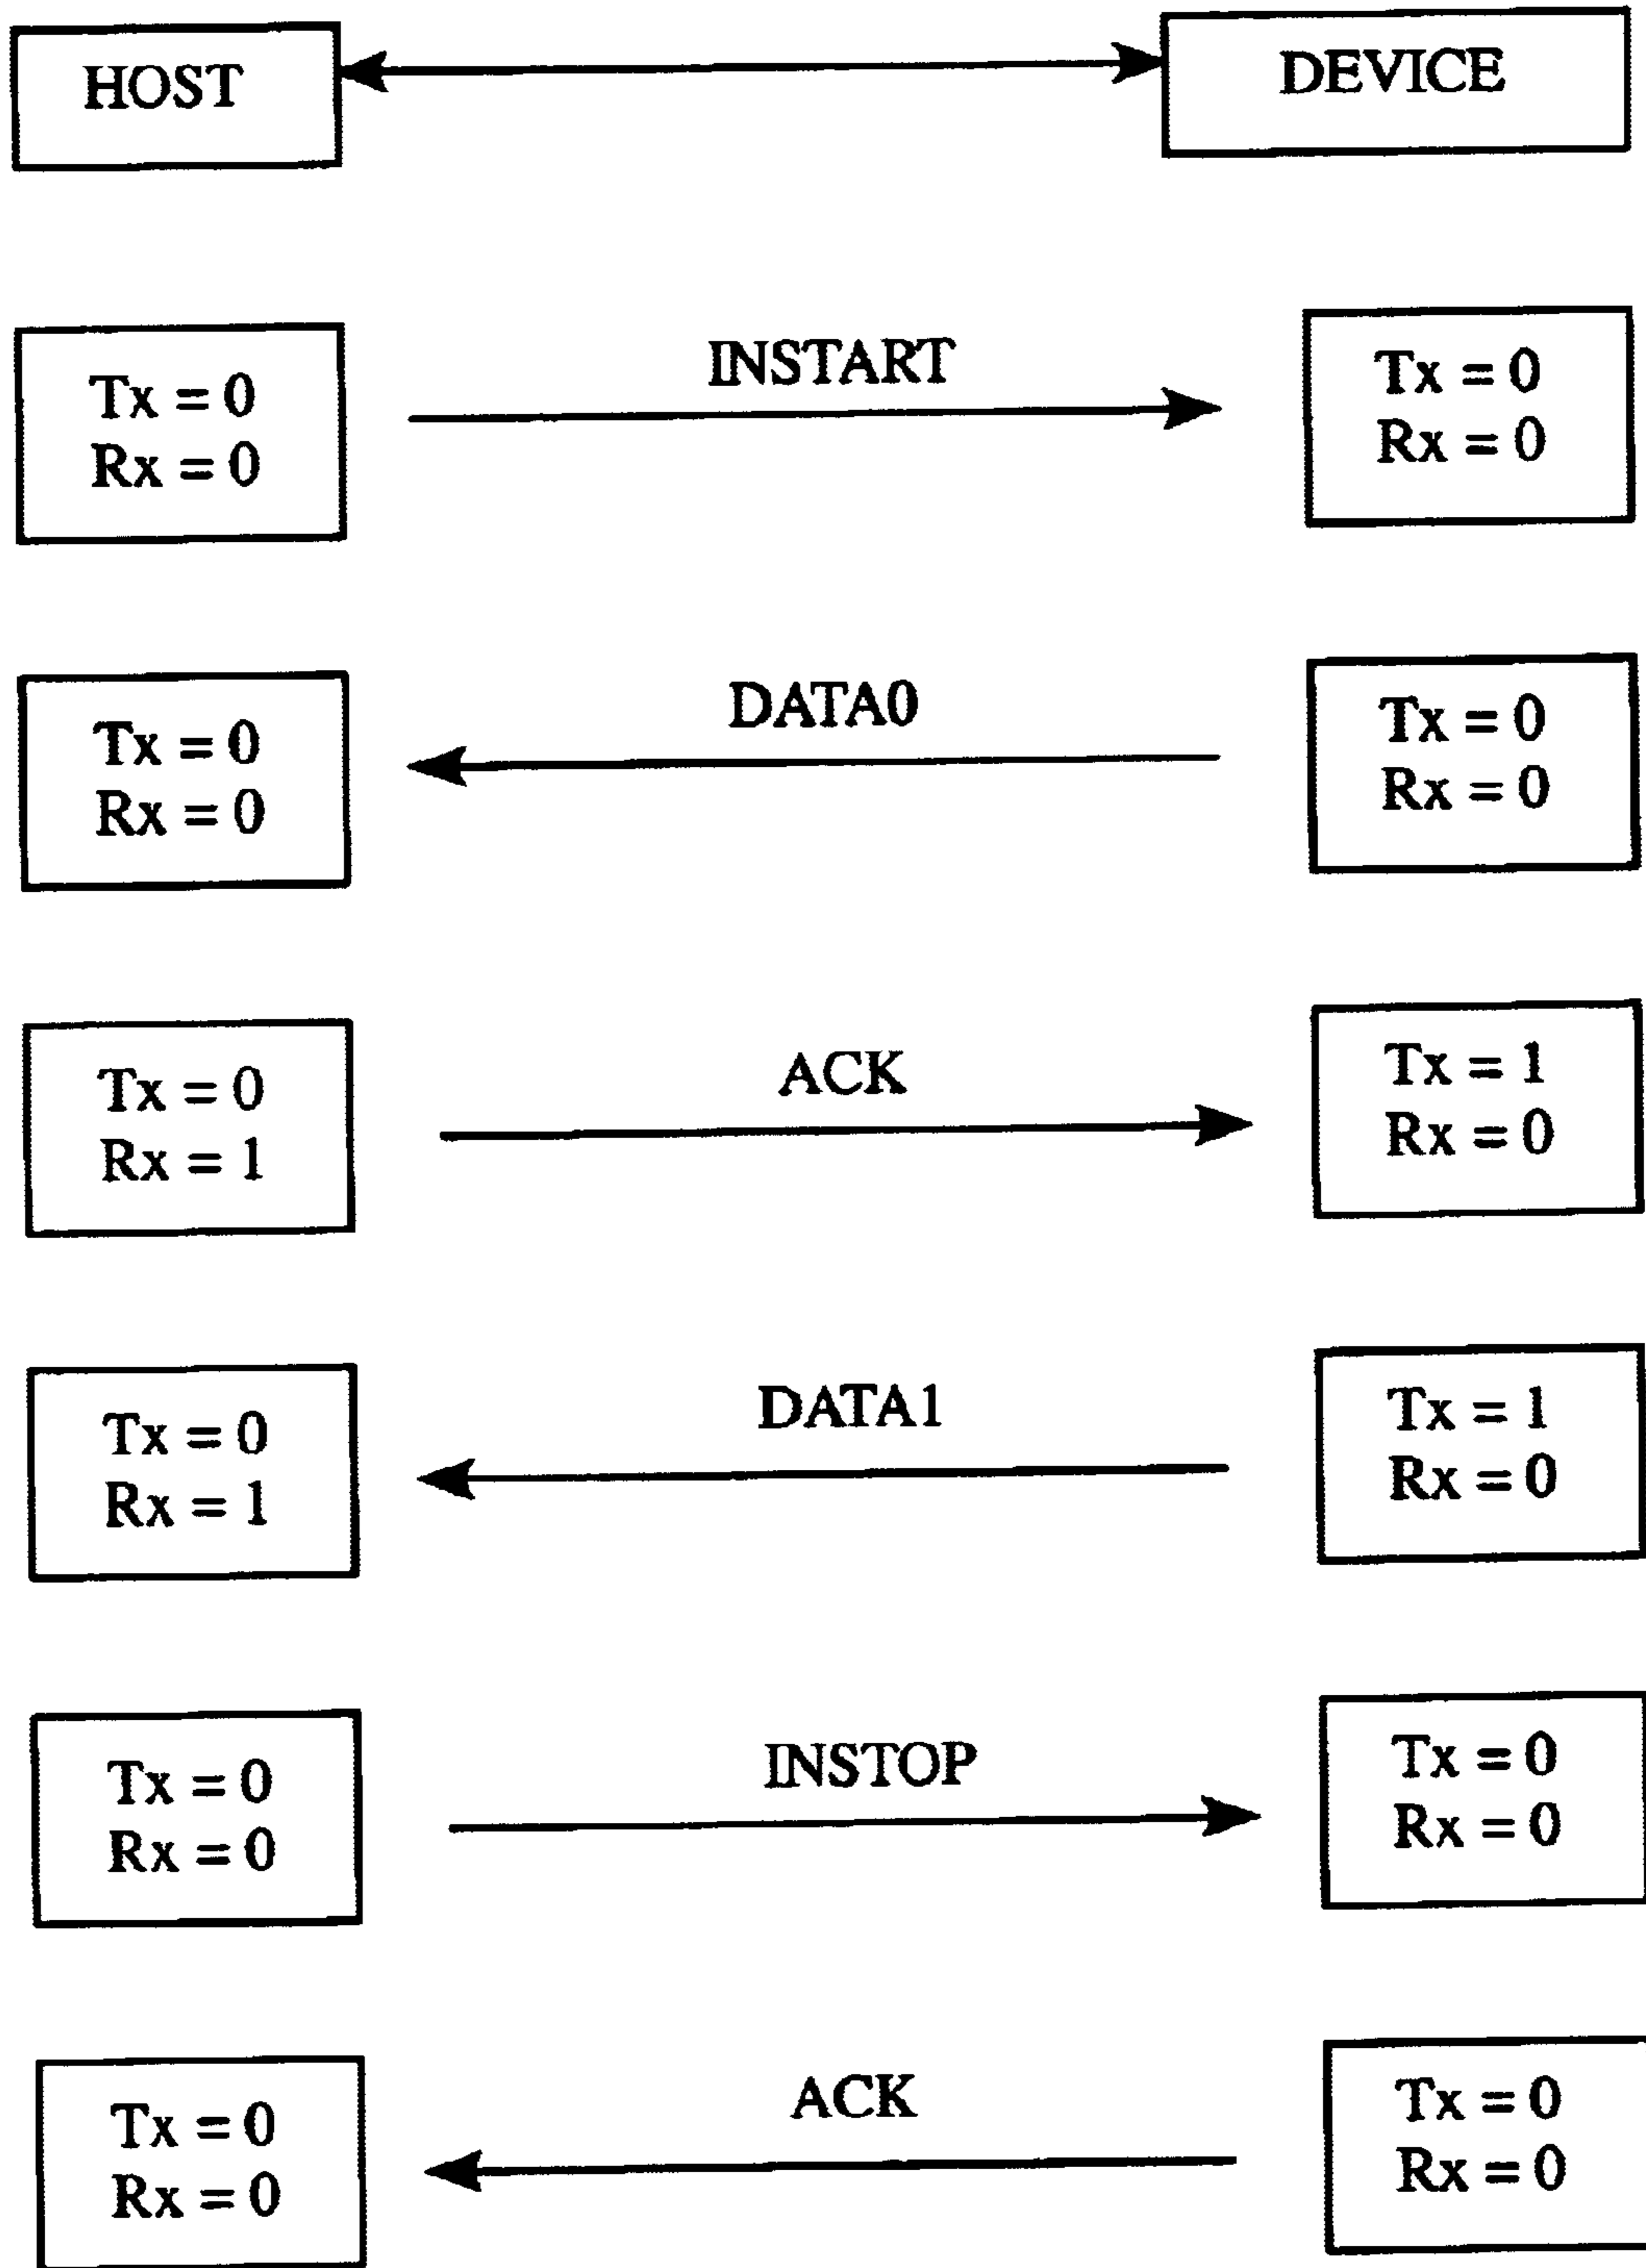 HOST
DEVICE
INSTART
Tx = 0
Rx = 0
Tx = 0
Rx = 0
DATA0
Tx = 0
Rx = 0
Tx = 0
Rx = 0
ACK
Tx = 0
Rx = 1
Tx = 1
Rx = 0
DATA1
Tx = 0
Rx = 1
Tx = 1
Rx = 0
INSTOP
Tx = 0
Rx = 0
Tx = 0
Rx = 0
ACK
Tx = 0
Rx = 0
Tx = 0
Rx = 0